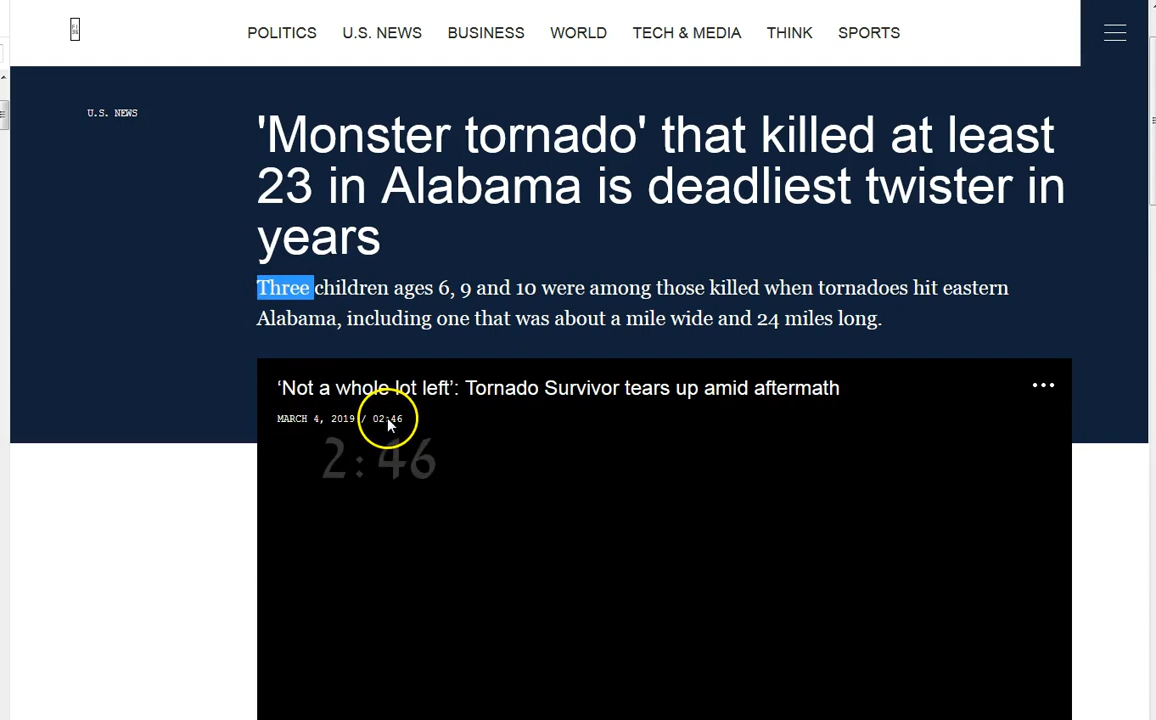 POLITICS U.S. NEWS BUSINESS WORLD TECH & MEDIA THINK SPORTS
U.S. NEWS
'Monster tornado' that killed at least
23 in Alabama is deadliest twister in
years
Three children ages 6, 9 and 10 were among those killed when tornadoes hit eastern
Alabama, including one that was about a mile wide and 24 miles long.
‘Not a whole lot left’: Tornado Survivor tears up amid aftermath
MARCH 4, 2019 / 02:46
2:46